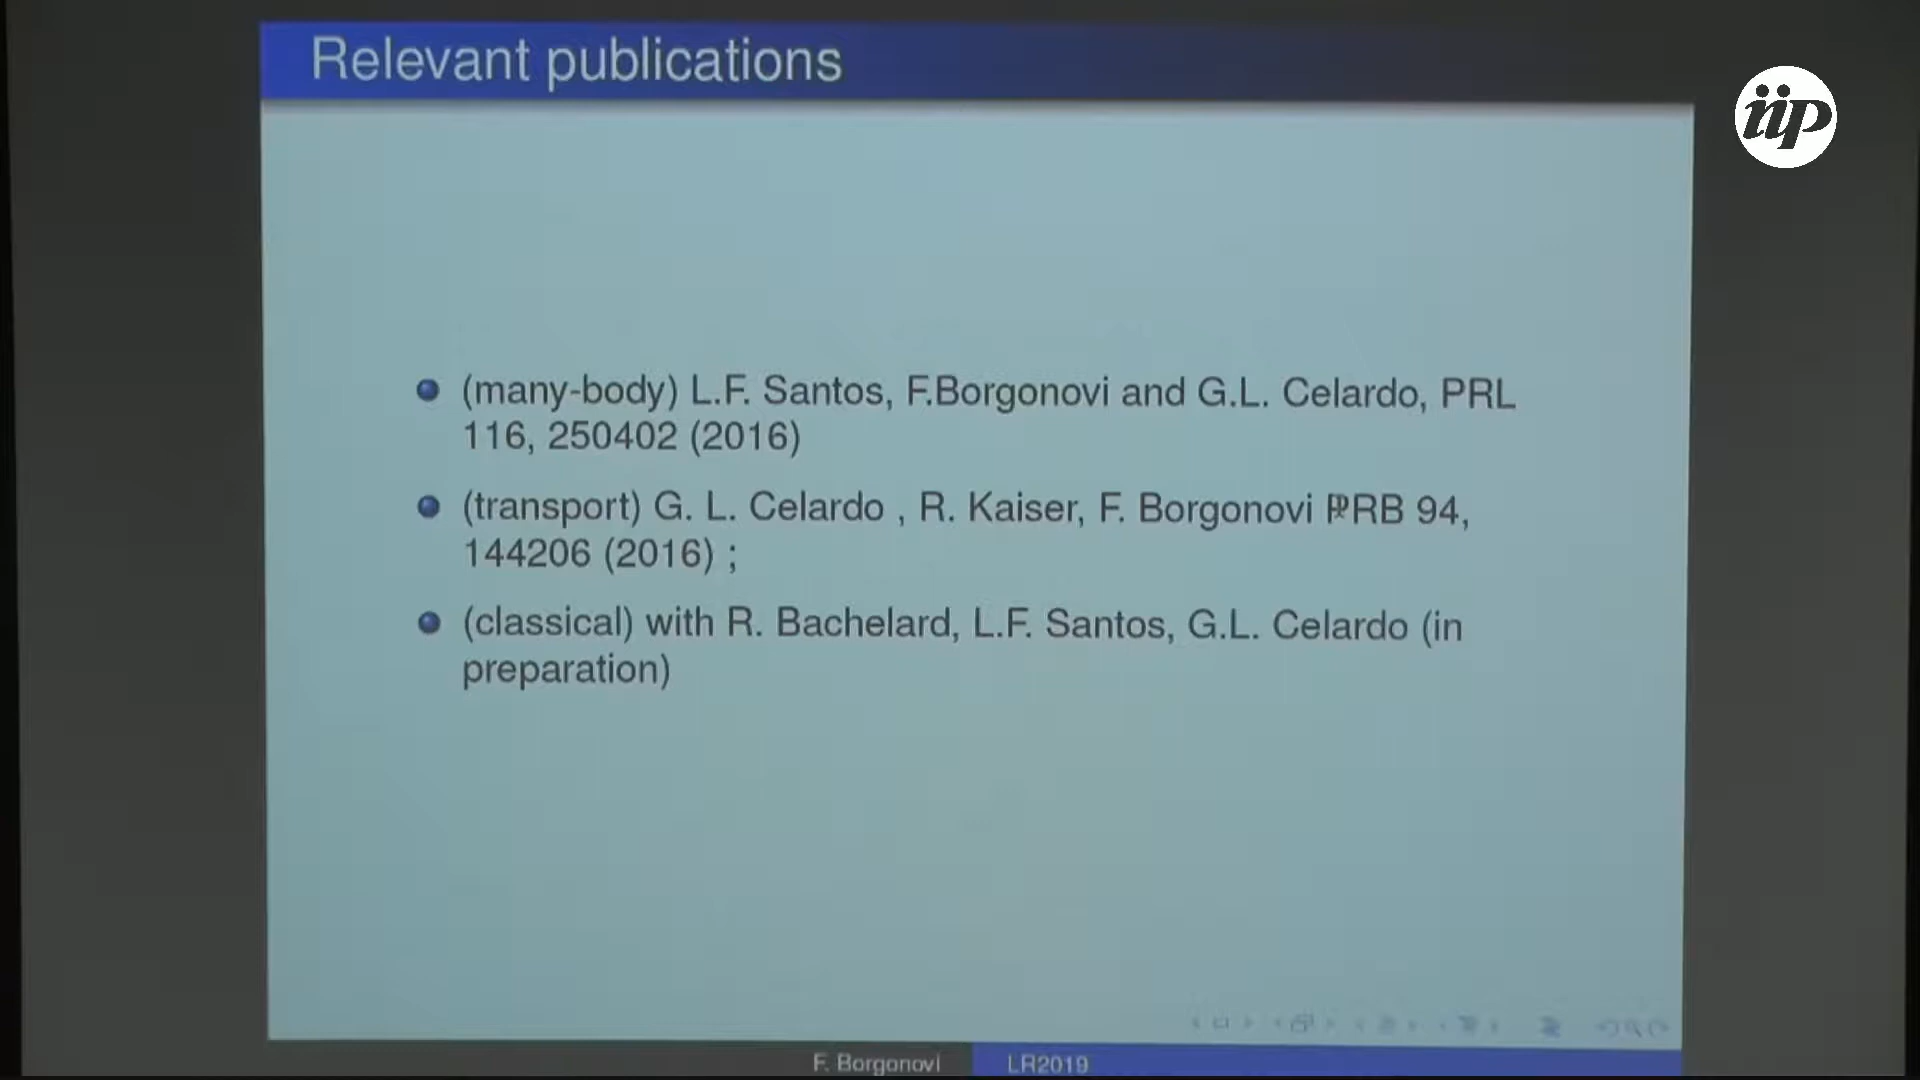 Relevant publications
iip
(many-body) L.F. Santos, F.Borgonovi and G.L. Celardo, PRL
116, 250402 (2016)
(transport) G. L. Celardo , R. Kaiser, F. Borgonovi PRB 94,
144206 (2016) ;
(classical) with R. Bachelard, L.F. Santos, G.L. Celardo (in
preparation)
F. Borgonovi
LR2019